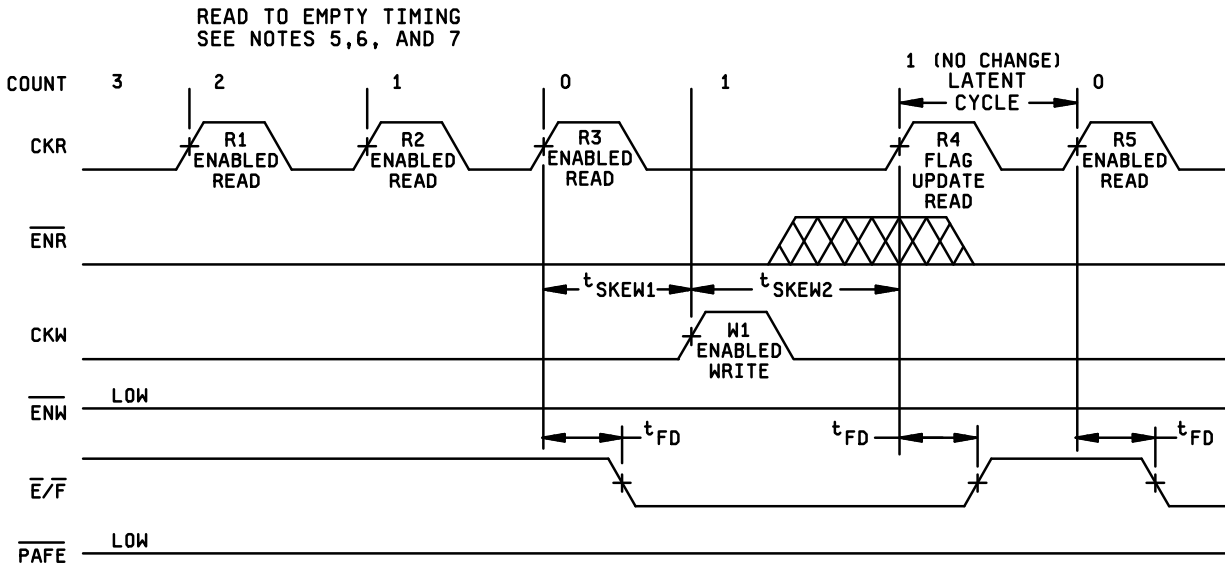 READ TO EMPTY TIMING
SEE NOTES 5,6, AND 7
COUNT 3 2 1 0 1 1 (NO CHANGE) 0
LATENT
CYCLE
CKR
R1
ENABLED
READ
R2
ENABLED
READ
R3
ENABLED
READ
R4
FLAG
UPDATE
READ
R5
ENABLED
READ
ENR
tSKEW1 tSKEW2
CKW
W1
ENABLED
WRITE
ENW LOW
tFD tFD tFD
E/F
PAFE LOW